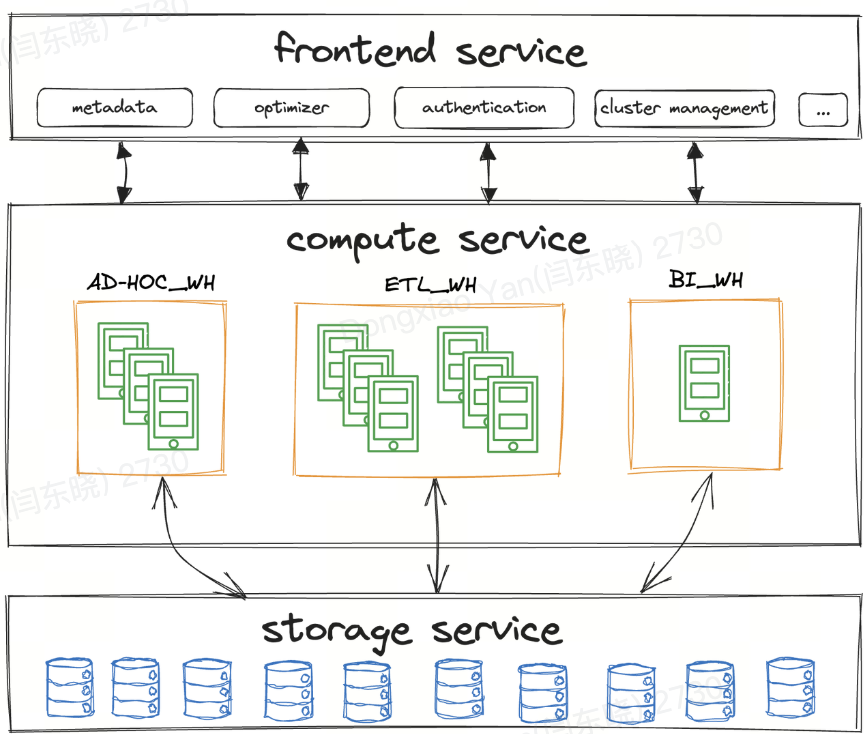 frontend service
metadata
optimizer
authentication
cluster management
...
compute service
AD-HOC_WH
ETL_WH
BI_WH
storage service
(闫东晓) 2730
Dongxiao Yan(闫东晓) 2730
(闫东晓) 2730
(闫东晓) 2730